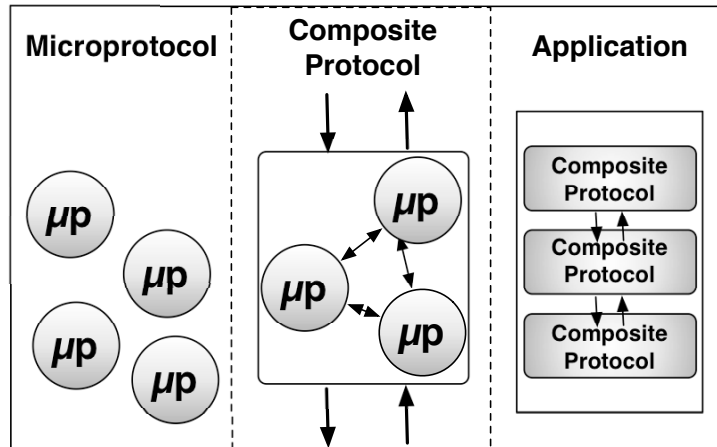 Microprotocol
µp
µp
µp
µp
Composite
Protocol
µp
µp
µp
Application
Composite
Protocol
Composite
Protocol
Composite
Protocol